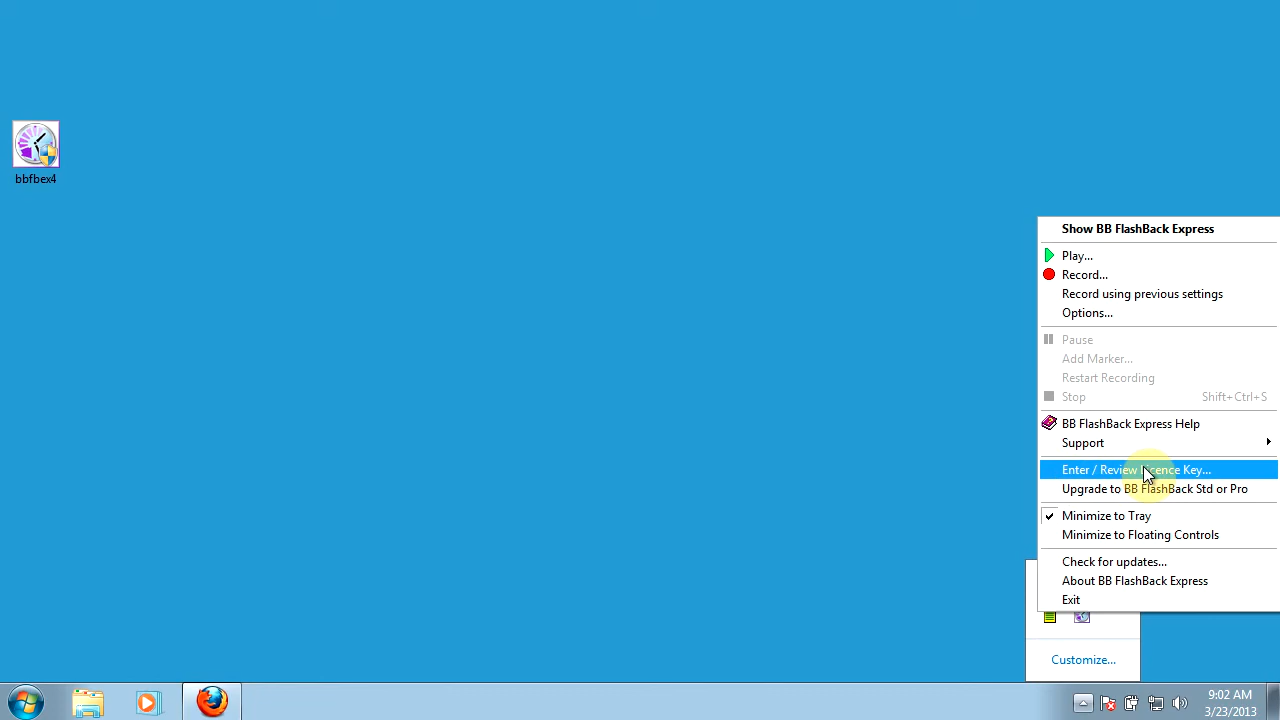 bbfbex4
Show BB FlashBack Express
Play...
Record...
Record using previous settings
Options...
Pause
Add Marker...
Restart Recording
Stop Shift+Ctrl+S
BB FlashBack Express Help
Support
Enter / Review Licence Key...
Upgrade to BB FlashBack Std or Pro
Minimize to Tray
Minimize to Floating Controls
Check for updates...
About BB FlashBack Express
Exit
Customize...
9:02 AM
3/23/2013